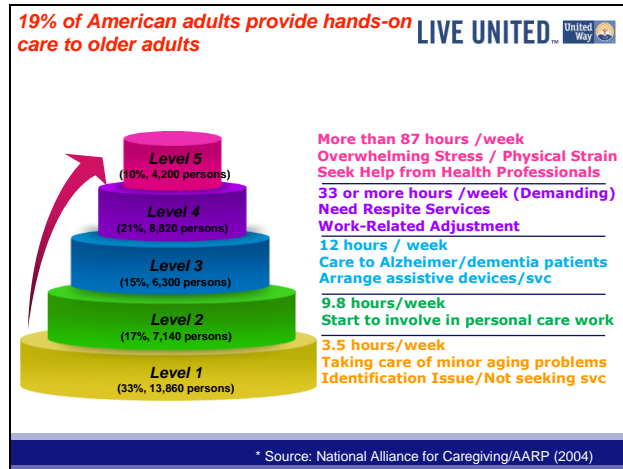 19% of American adults provide hands-on
care to older adults
LIVE UNITED™
United
Way
Level 5
(10%, 4,200 persons)
More than 87 hours /week
Overwhelming Stress / Physical Strain
Seek Help from Health Professionals
Level 4
(21%, 8,820 persons)
33 or more hours /week (Demanding)
Need Respite Services
Work-Related Adjustment
Level 3
(15%, 6,300 persons)
12 hours / week
Care to Alzheimer/dementia patients
Arrange assistive devices/svc
Level 2
(17%, 7,140 persons)
9.8 hours/week
Start to involve in personal care work
Level 1
(33%, 13,860 persons)
3.5 hours/week
Taking care of minor aging problems
Identification Issue/Not seeking svc
* Source: National Alliance for Caregiving/AARP (2004)